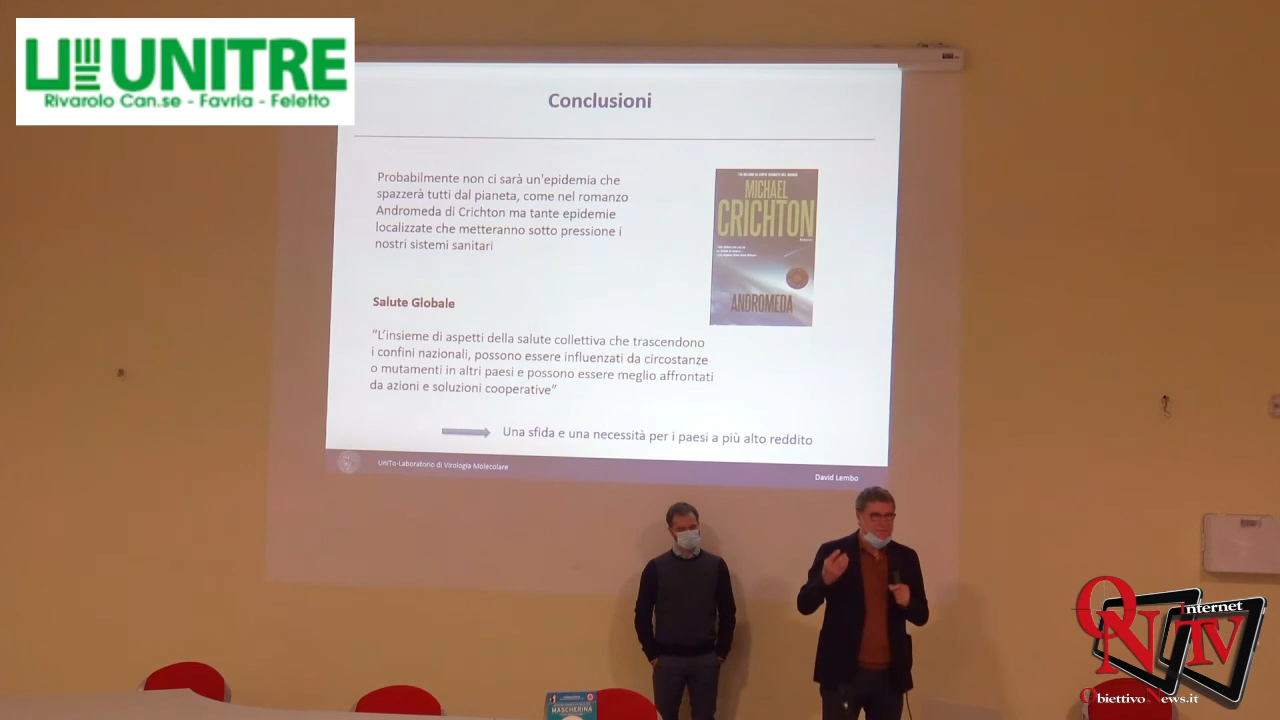 UNITRE
Rivarolo Can.se - Favria - Feletto
Conclusioni
Probabilmente non ci sarà un'epidemia che
spazzerà tutti dal pianeta, come nel romanzo
Andromeda di Crichton ma tante epidemie
localizzate che metteranno sotto pressione i
nostri sistemi sanitari
MICHAEL
CRICHTON
ANDROMEDA
Salute Globale
"L'insieme di aspetti della salute collettiva che trascendono
i confini nazionali, possono essere influenzati da circostanze
o mutamenti in altri paesi e possono essere meglio affrontati
da azioni e soluzioni cooperative"
Una sfida e una necessità per i paesi a più alto reddito
UniTo-Laboratorio di Virologia Molecolare
David Lembo
MASCHERINA
ON Internet TV
ObiettivoNews.it